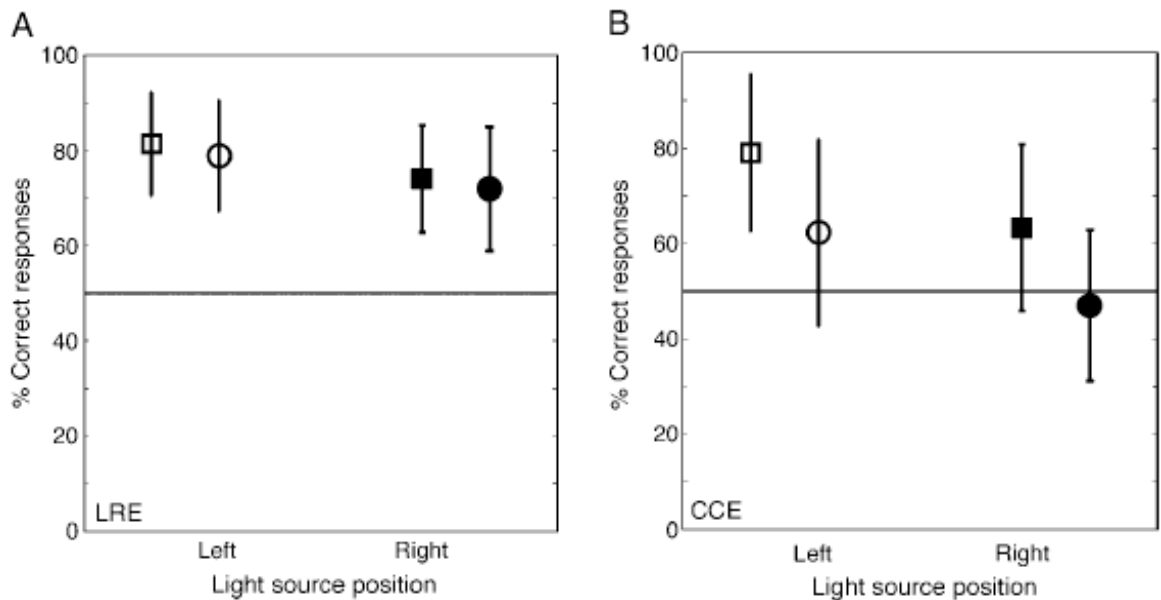 A
100
80
60
40
20
0
% Correct responses
LRE
Left Right
Light source position
B
100
80
60
40
20
0
% Correct responses
CCE
Left Right
Light source position